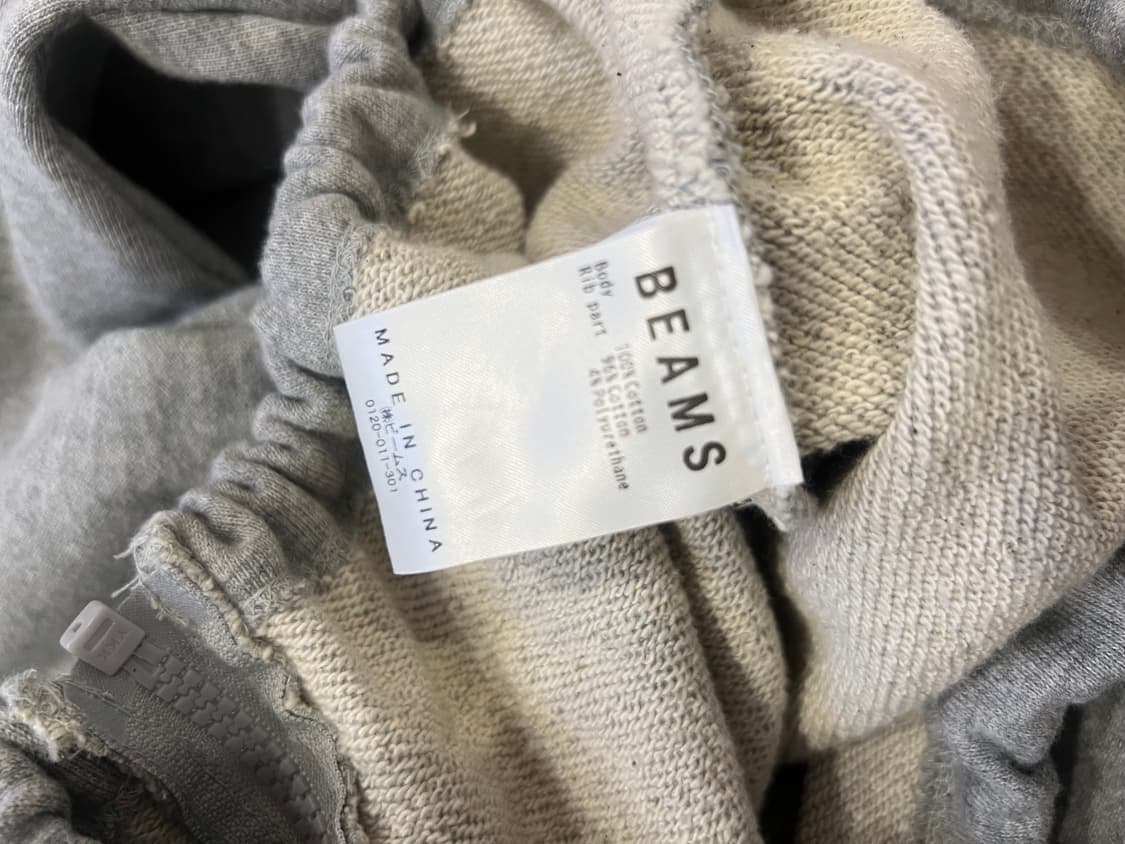 BEAMS
Body 100% Cotton
Rib part 96% Cotton
4% Polyurethane
MADE IN CHINA
㈱ビームス
0120-011-301